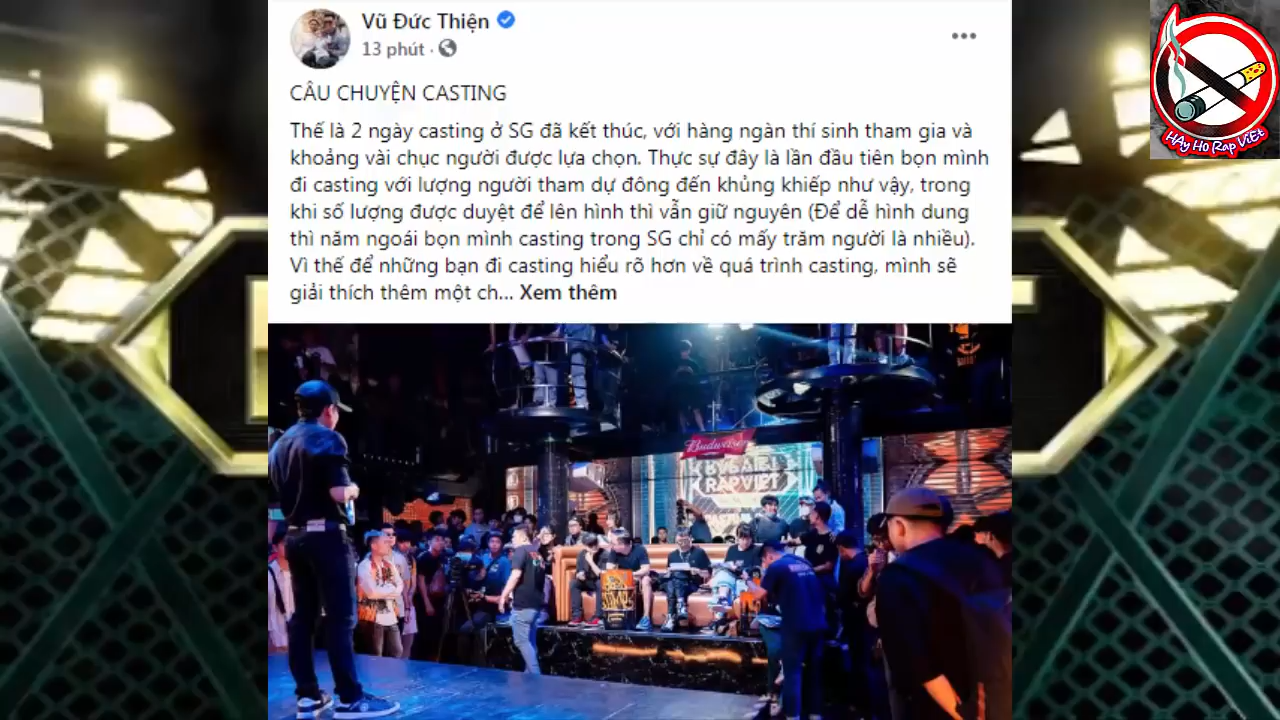 Vũ Đức Thiện
13 phút ·
CÂU CHUYỆN CASTING
Thế là 2 ngày casting ở SG đã kết thúc, với hàng ngàn thí sinh tham gia và
khoảng vài chục người được lựa chọn. Thực sự đây là lần đầu tiên bọn mình
đi casting với lượng người tham dự đông đến khủng khiếp như vậy, trong
khi số lượng được duyệt để lên hình thì vẫn giữ nguyên (Để dễ hình dung
thì năm ngoái bọn mình casting trong SG chỉ có mấy trăm người là nhiều).
Vì thế để những bạn đi casting hiểu rõ hơn về quá trình casting, mình sẽ
giải thích thêm một ch... Xem thêm
HAy Ho Rap ViEt
Budweiser
RAP VIET
RAP VIET